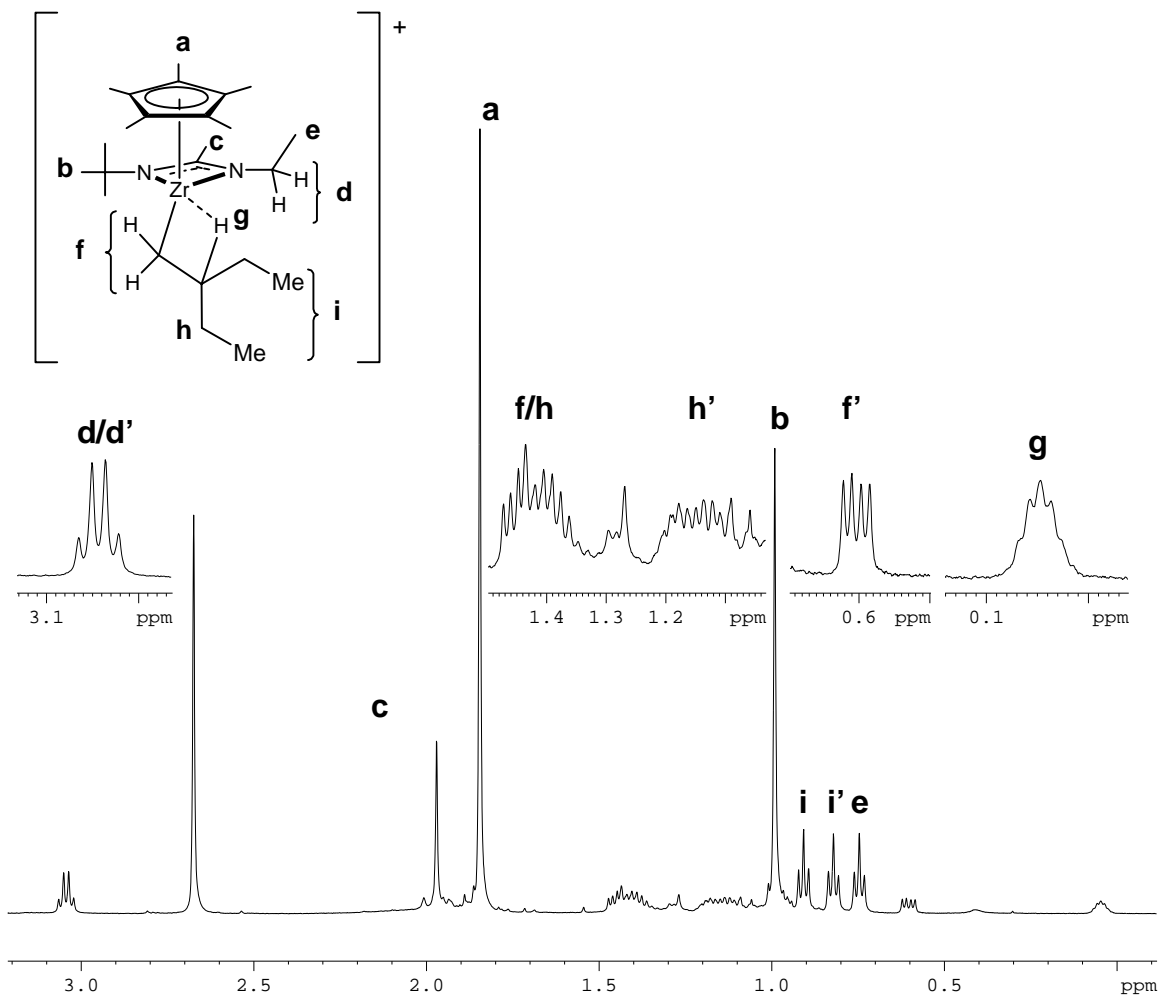 +
a
c
e
b
N
N
H
d
Zr
H
g
H
H
f
H
Me
i
h
Me
a
d/d’
f/h
h’
b
f’
g
3.1 ppm
1.4 1.3 1.2 ppm
0.6 ppm
0.1 ppm
c
i i’ e
3.0 2.5 2.0 1.5 1.0 0.5 ppm